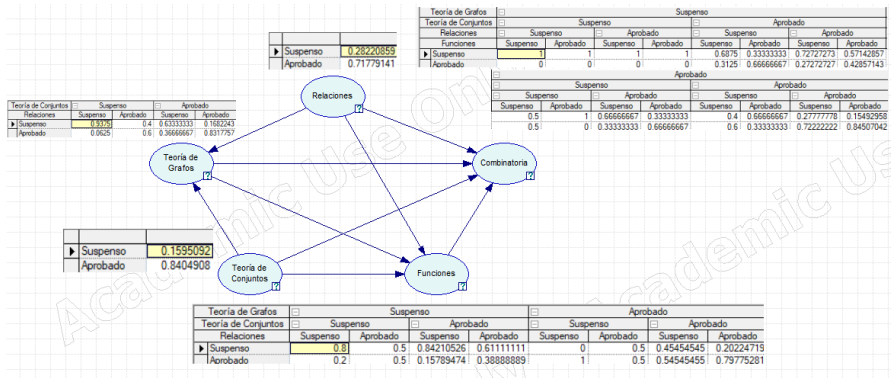 Teoría de Grafos Suspenso
Teoría de Conjuntos Suspenso Aprobado
Relaciones Suspenso Aprobado Suspenso Aprobado
Funciones Suspenso Aprobado Suspenso Aprobado Suspenso Aprobado Suspenso Aprobado
Suspenso 1 1 1 1 0.6875 0.33333333 0.72727273 0.57142857
Aprobado 0 0 0 0 0.3125 0.66666667 0.27272727 0.42857143
Aprobado
Suspenso Aprobado
Suspenso Aprobado Suspenso Aprobado
Suspenso Aprobado Suspenso Aprobado Suspenso Aprobado Suspenso Aprobado
0.5 1 0.66666667 0.33333333 0.4 0.66666667 0.27777778 0.15492958
0.5 0 0.33333333 0.66666667 0.6 0.33333333 0.72222222 0.84507042
Suspenso 0.28220859
Aprobado 0.71779141
Relaciones
Teoría de Conjuntos Suspenso Aprobado
Relaciones Suspenso Aprobado Suspenso Aprobado
Suspenso 0.9375 0.4 0.63333333 0.1682243
Aprobado 0.0625 0.6 0.36666667 0.8317757
Teoría de
Grafos
Combinatoria
Suspenso 0.1595092
Aprobado 0.8404908
Teoría de
Conjuntos
Funciones
Teoría de Grafos Suspenso Aprobado
Teoría de Conjuntos Suspenso Aprobado Suspenso Aprobado
Relaciones Suspenso Aprobado Suspenso Aprobado Suspenso Aprobado Suspenso Aprobado
Suspenso 0.8 0.5 0.84210526 0.61111111 0 0.5 0.45454545 0.20224719
Aprobado 0.2 0.5 0.15789474 0.38888889 1 0.5 0.54545455 0.79775281
Academic Use Only
Academic Us